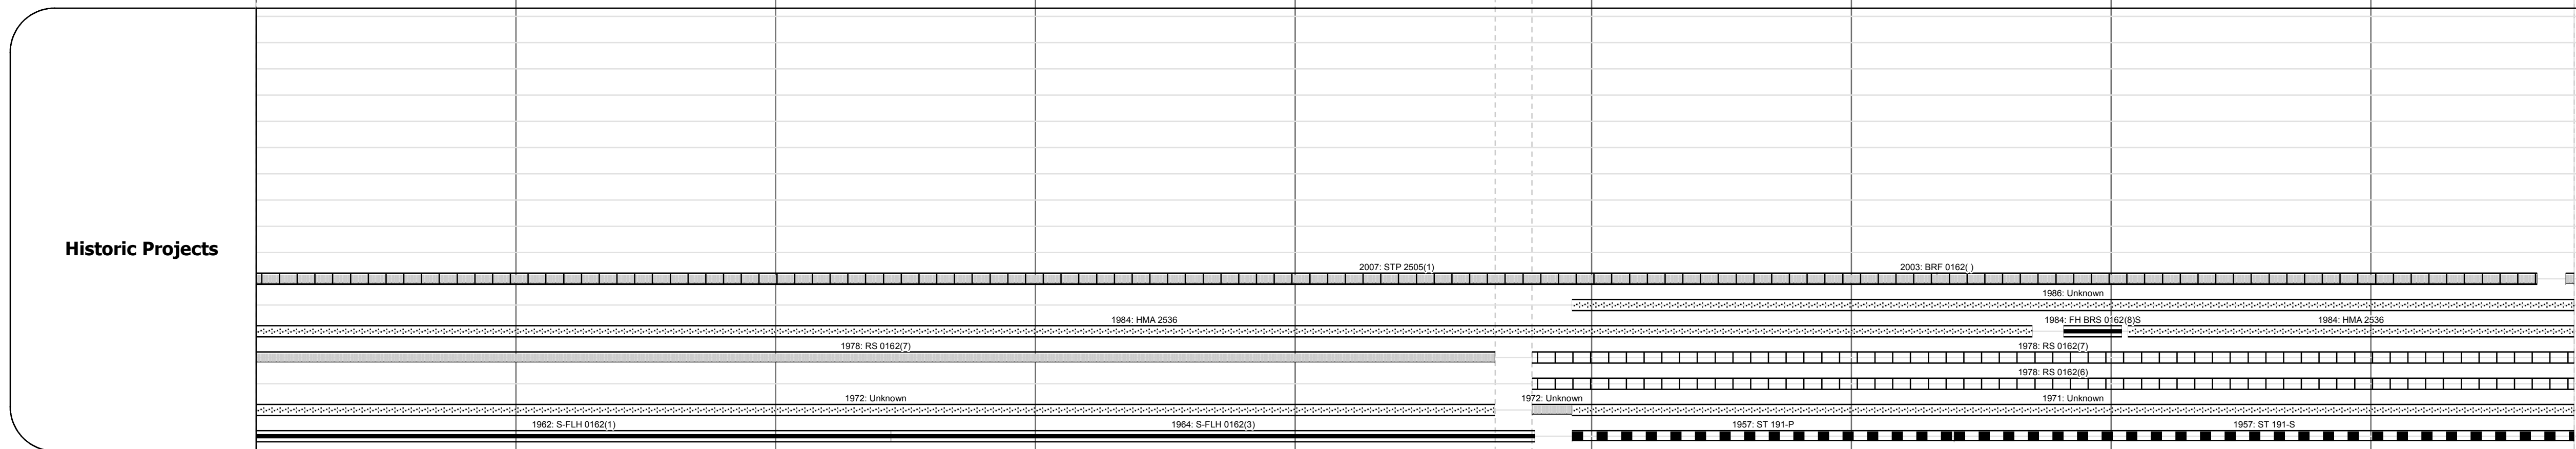 Historic Projects
2007: STP 2505(1) 2003: BRF 0162( )
1986: Unknown
1984: HMA 2536 1984: FH BRS 0162(8)S 1984: HMA 2536
1978: RS 0162(7) 1978: RS 0162(7)
1978: RS 0162(6)
1972: Unknown 1972: Unknown 1971: Unknown
1962: S-FLH 0162(1) 1964: S-FLH 0162(3) 1957: ST 191-P 1957: ST 191-S